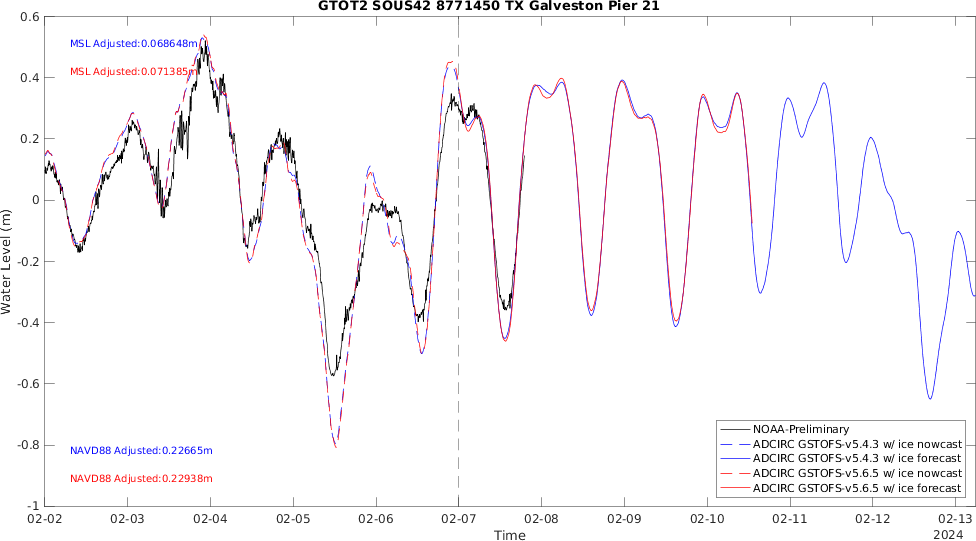 GTOT2 SOUS42 8771450 TX Galveston Pier 21
MSL Adjusted:0.068648m
MSL Adjusted:0.071385m
NAVD88 Adjusted:0.22665m
NAVD88 Adjusted:0.22938m
Water Level (m)
0.6
0.4
0.2
0
-0.2
-0.4
-0.6
-0.8
-1
NOAA-Preliminary
ADCIRC GSTOFS-v5.4.3 w/ ice nowcast
ADCIRC GSTOFS-v5.4.3 w/ ice forecast
ADCIRC GSTOFS-v5.6.5 w/ ice nowcast
ADCIRC GSTOFS-v5.6.5 w/ ice forecast
02-02 02-03 02-04 02-05 02-06 02-07 02-08 02-09 02-10 02-11 02-12 02-13
Time
2024